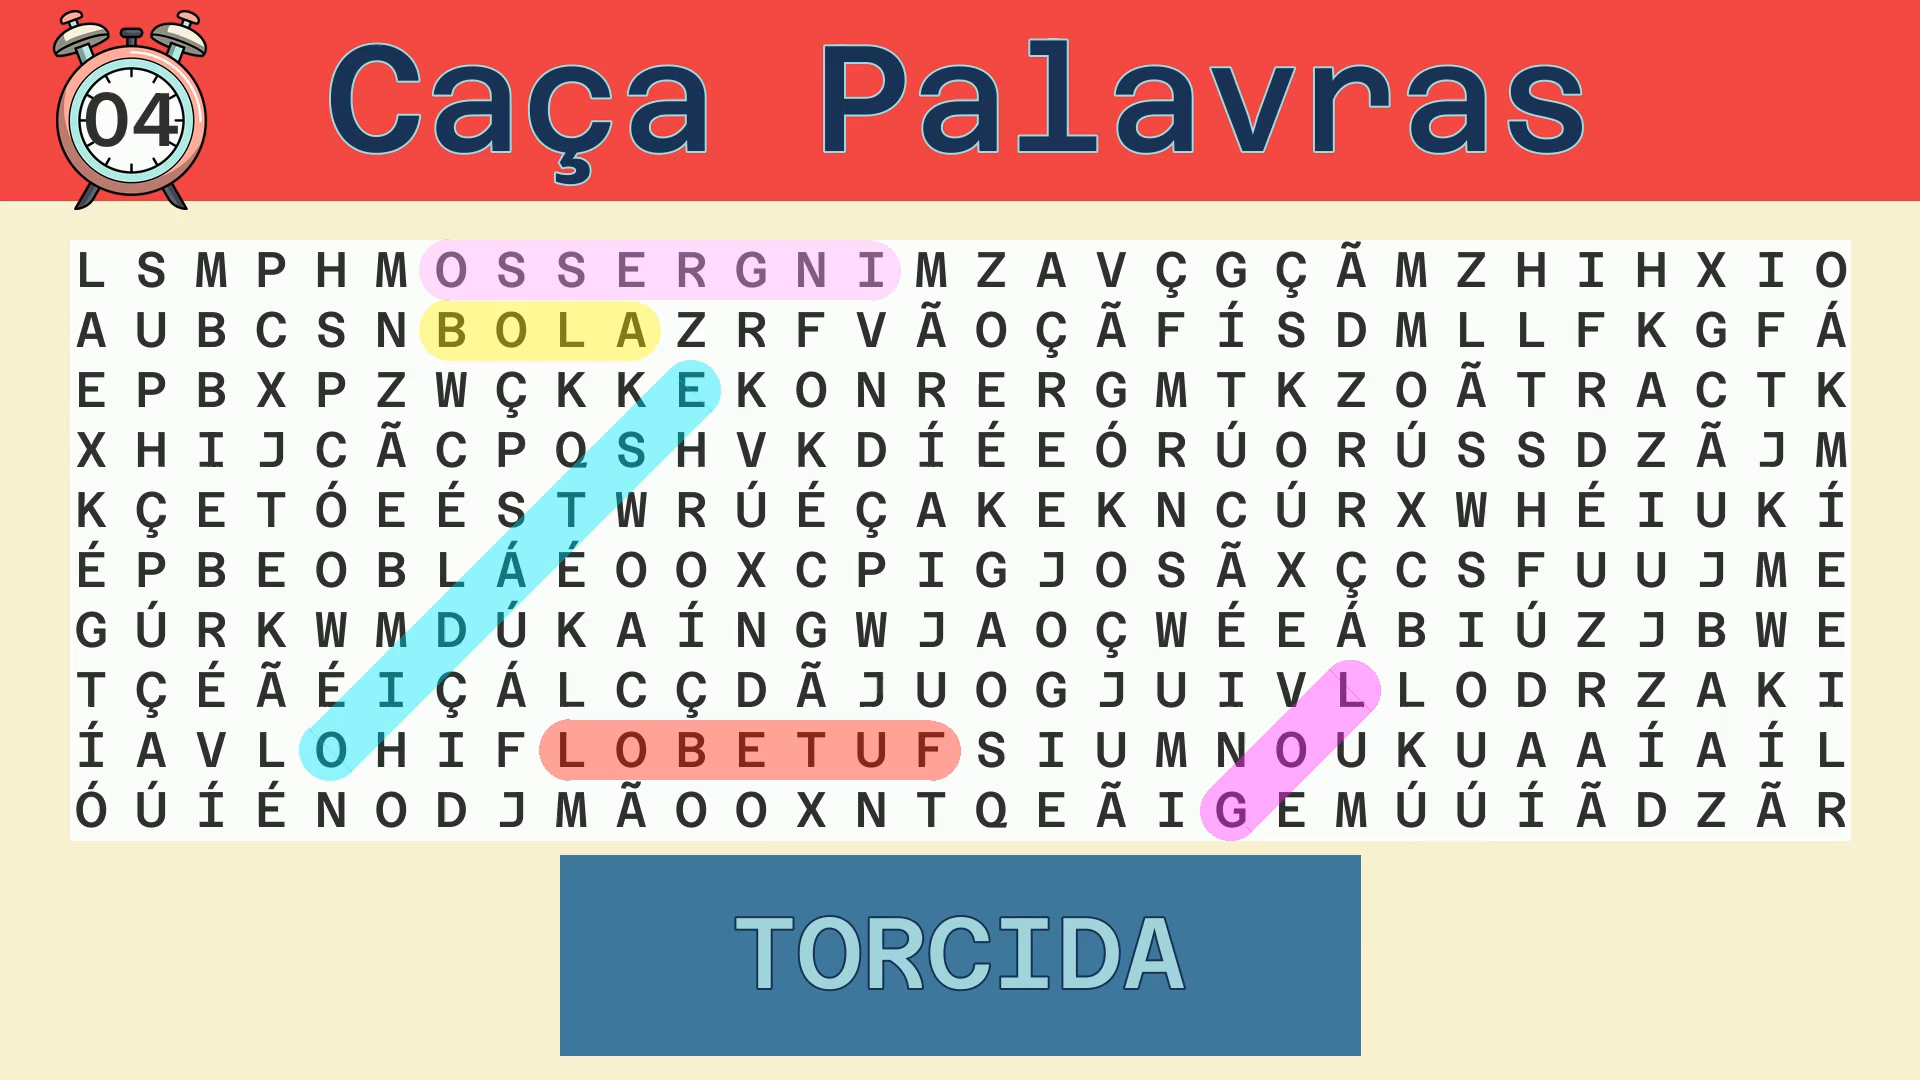 04
Caça Palavras
L S M P H M O S S E R G N I M Z A V Ç G Ç Ã M Z H I H X I O
A U B C S N B O L A Z R F V Ã O Ç Ã F Í S D M L L F K G F Á
E P B X P Z W Ç K K E K O N R E R G M T K Z O Ã T R A C T K
X H I J C Ã C P Q S H V K D Í É E Ó R Ú O R Ú S S D Z Ã J M
K Ç E T Ó E É S T W R Ú É Ç A K E K N C Ú R X W H É I U K Í
É P B E O B L Á É O O X C P I G J O S Ã X Ç C S F U U J M E
G Ú R K W M D Ú K A Í N G W J A O Ç W É E Á B I Ú Z J B W E
T Ç É Ã É I Ç Á L C Ç D Ã J U O G J U I V L L O D R Z A K I
Í A V L O H I F L O B E T U F S I U M N O U K U A A Í A Í L
Ó Ú Í É N O D J M Ã O O X N T Q E Ã I G E M Ú Ú Í Ã D Z Ã R
TORCIDA